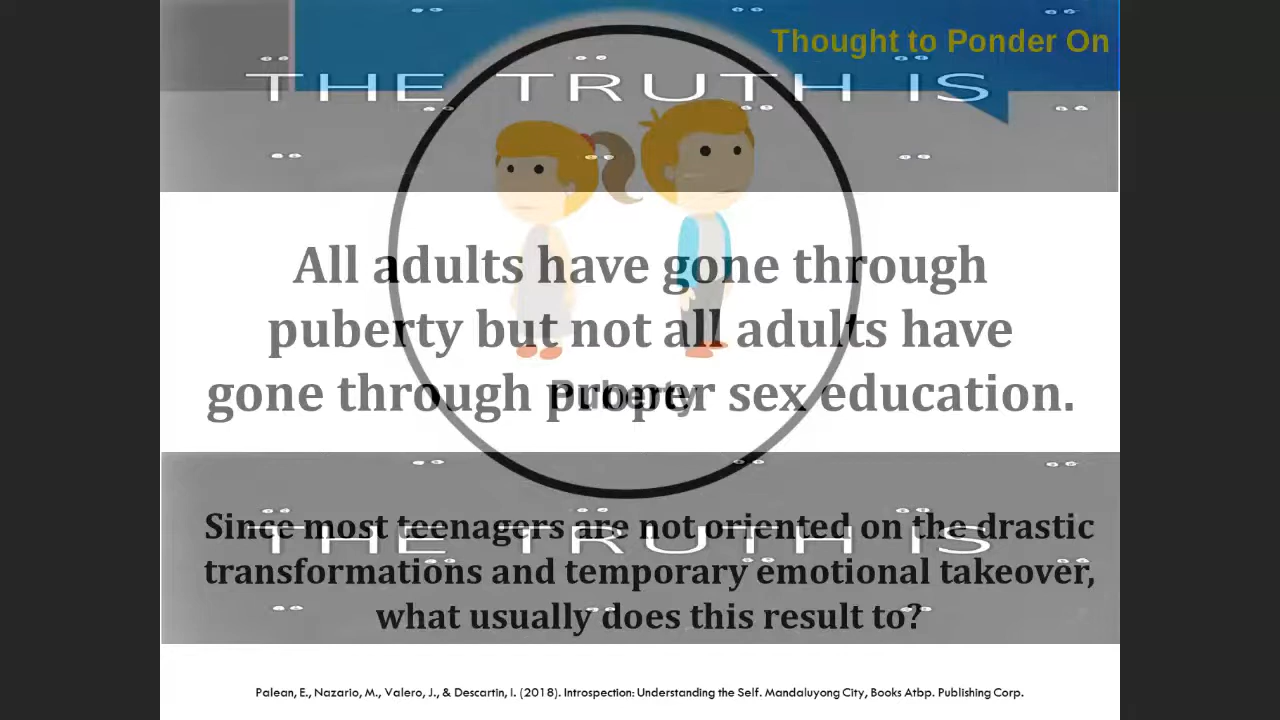 Thought to Ponder On
THE TRUTH IS
All adults have gone through
puberty but not all adults have
gone through proper sex education.
Puberty
Since most teenagers are not oriented on the drastic
THE TRUTH IS
transformations and temporary emotional takeover,
what usually does this result to?
Palean, E., Nazario, M., Valero, J., & Descartin, I. (2018). Introspection: Understanding the Self. Mandaluyong City, Books Atbp. Publishing Corp.